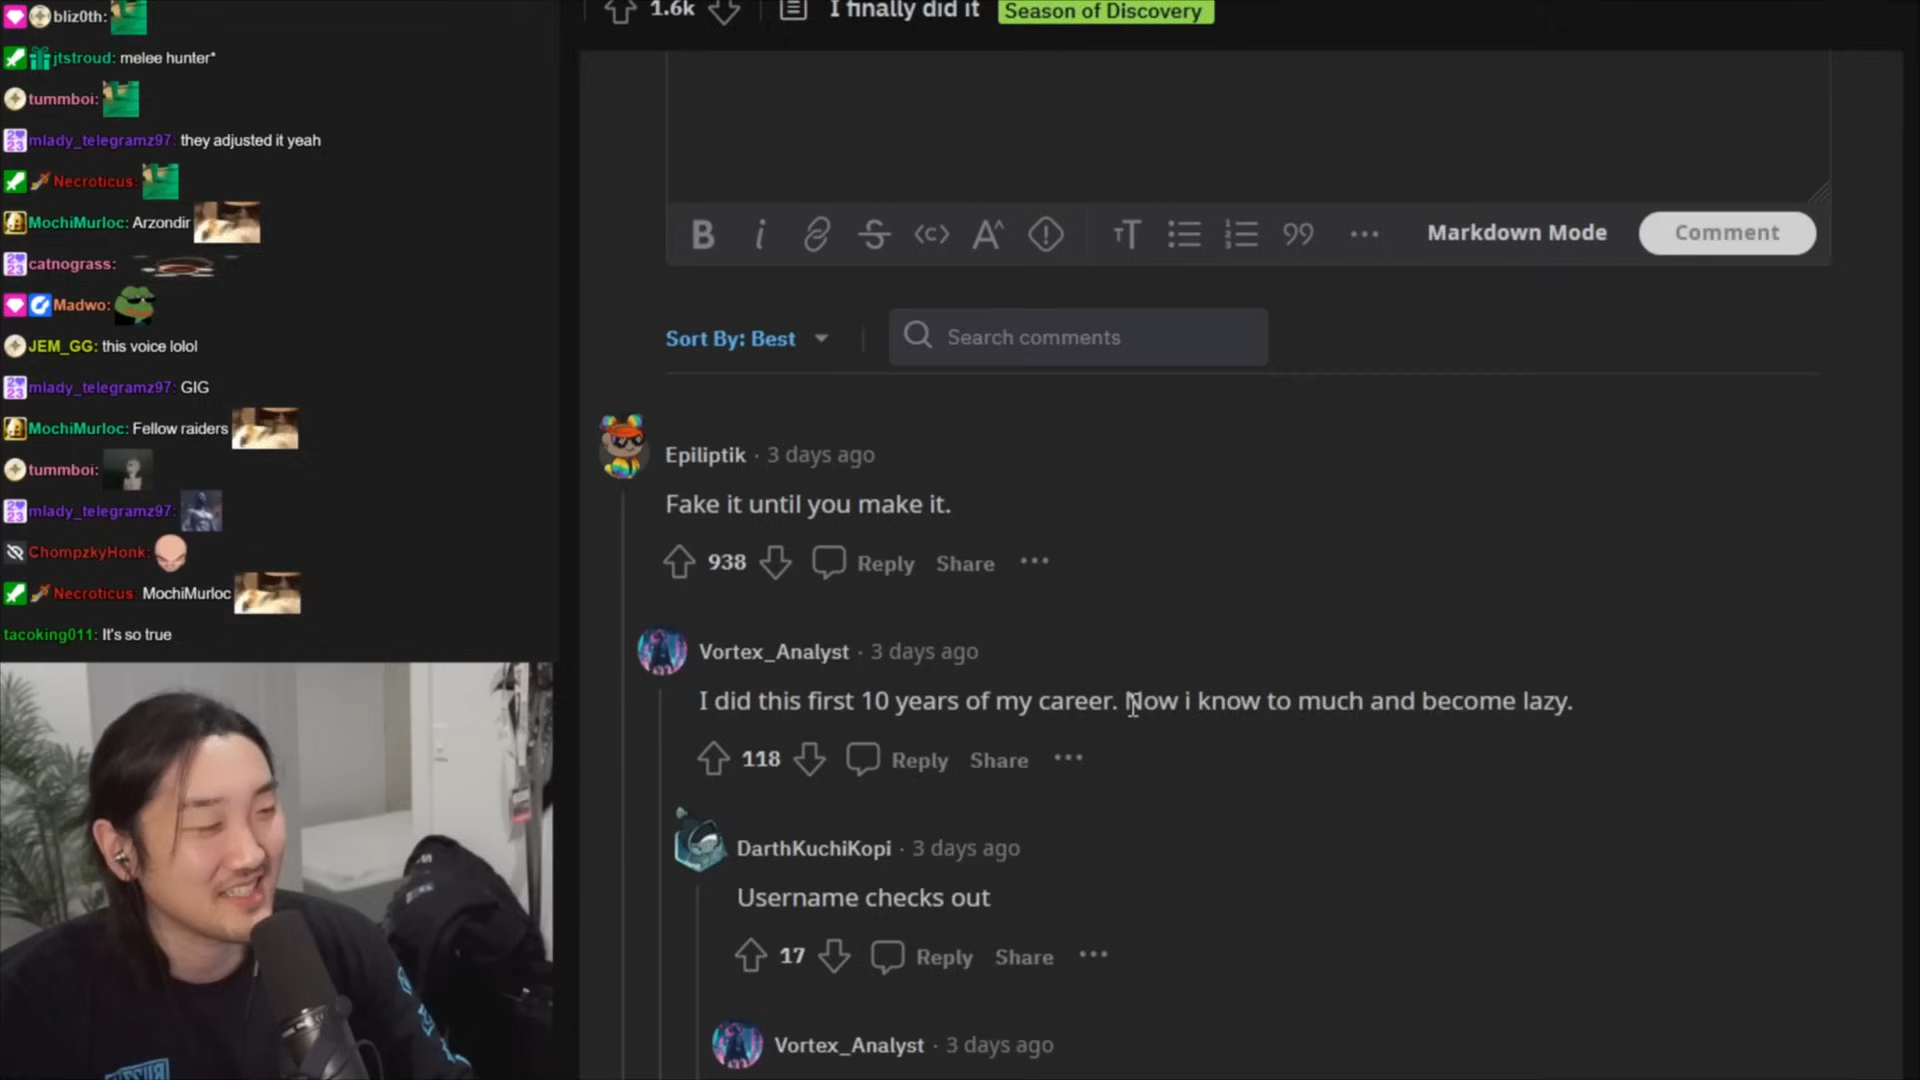 bliz0th:
jtstroud: melee hunter*
tummboi:
mlady_telegramz97: they adjusted it yeah
Necroticus:
MochiMurloc: Arzondir
catnograss:
Madwo:
JEM_GG: this voice lolol
mlady_telegramz97: GIG
MochiMurloc: Fellow raiders
tummboi:
mlady_telegramz97:
ChompzkyHonk:
Necroticus: MochiMurloc
tacoking011: It's so true
1.6k I finally did it Season of Discovery
Markdown Mode Comment
Sort By: Best Search comments
Epiliptik · 3 days ago
Fake it until you make it.
938 Reply Share
Vortex_Analyst · 3 days ago
I did this first 10 years of my career. Now i know to much and become lazy.
118 Reply Share
DarthKuchiKopi · 3 days ago
Username checks out
17 Reply Share
Vortex_Analyst · 3 days ago